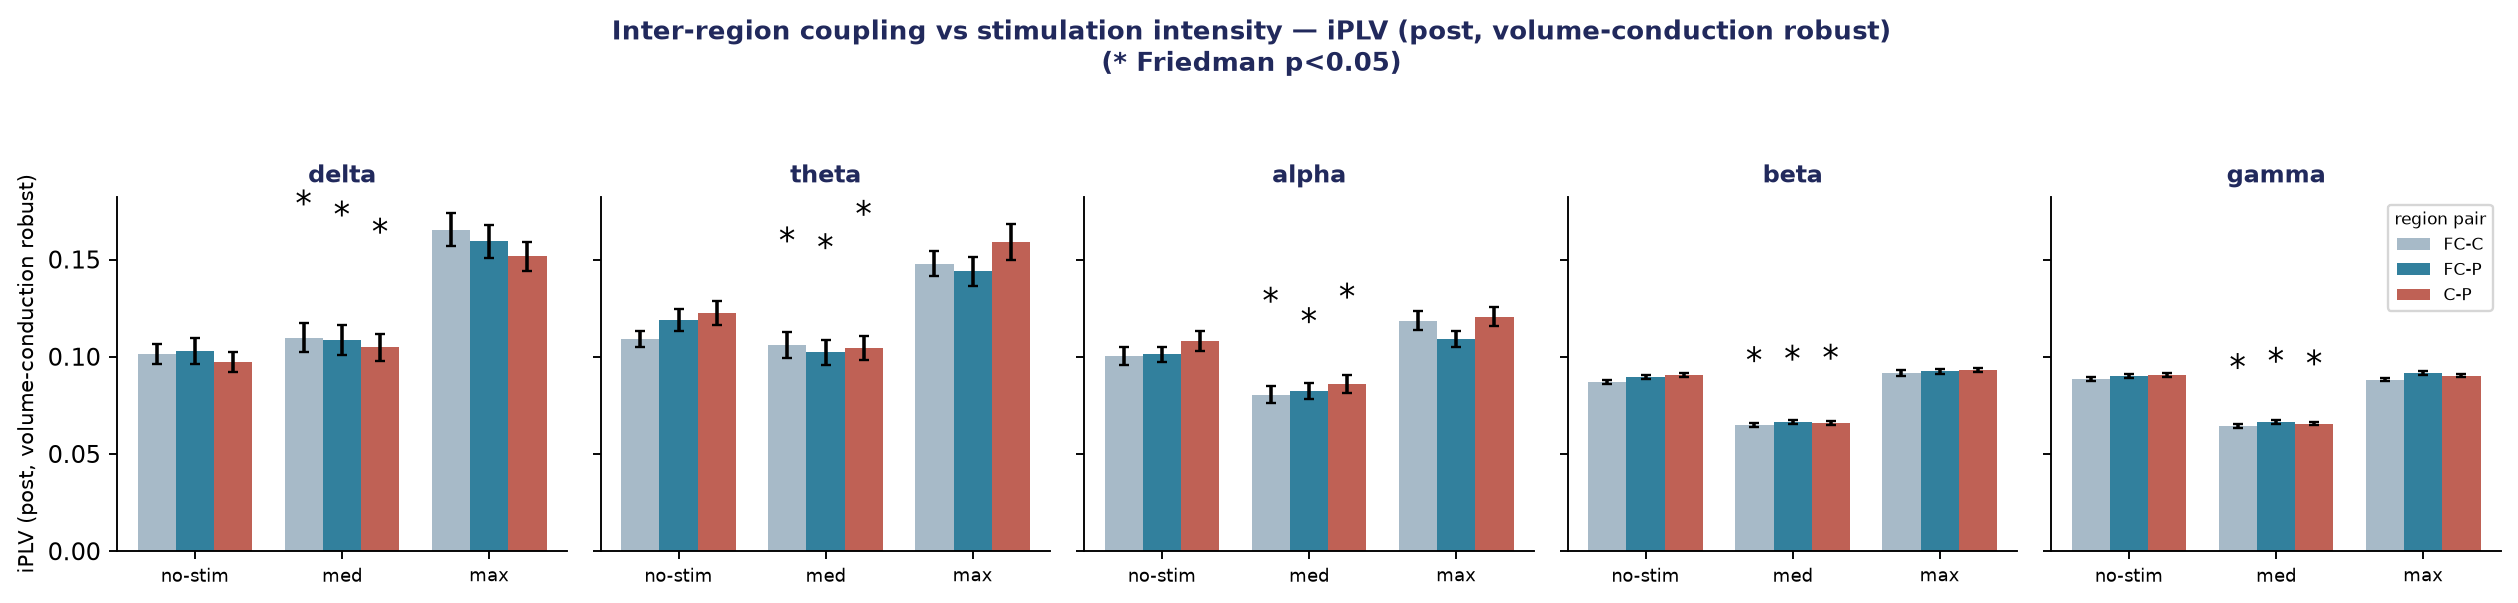 Inter-region coupling vs stimulation intensity — iPLV (post, volume-conduction robust)
(* Friedman p<0.05)
iPLV (post, volume-conduction robust)
delta
* * *
0.15
0.10
0.05
0.00
no-stim med max
theta
* * *
no-stim med max
alpha
* * *
no-stim med max
beta
* * *
no-stim med max
gamma
* * *
no-stim med max
region pair
FC-C
FC-P
C-P